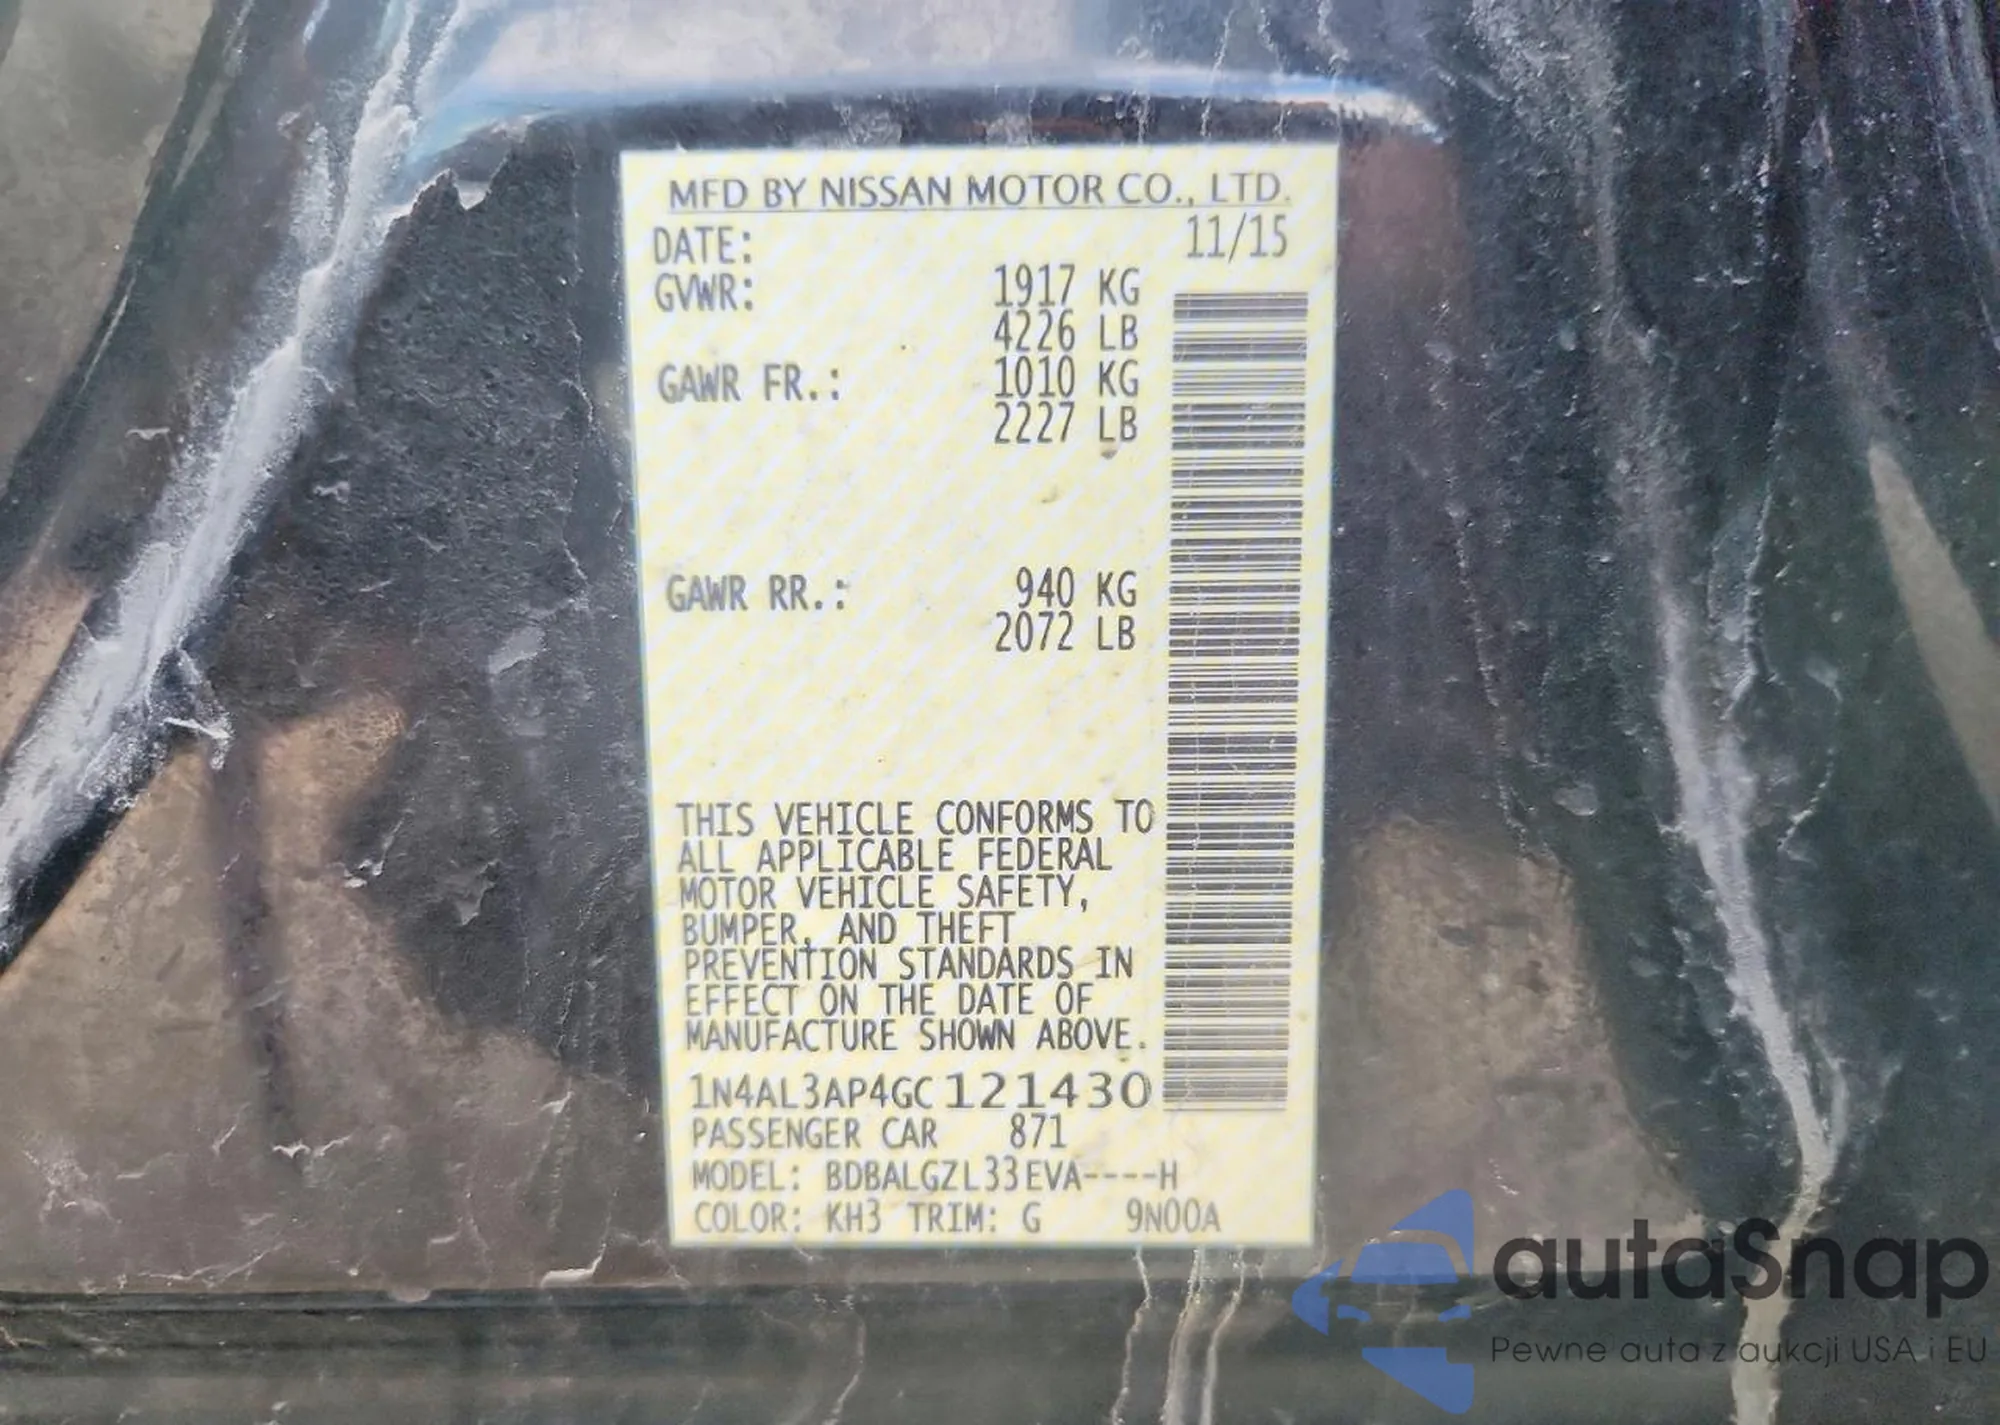 MFD BY NISSAN MOTOR CO., LTD.
DATE: 11/15
GVWR: 1917 KG
4226 LB
GAWR FR.: 1010 KG
2227 LB
GAWR RR.: 940 KG
2072 LB
THIS VEHICLE CONFORMS TO
ALL APPLICABLE FEDERAL
MOTOR VEHICLE SAFETY,
BUMPER, AND THEFT
PREVENTION STANDARDS IN
EFFECT ON THE DATE OF
MANUFACTURE SHOWN ABOVE.
1N4AL3AP4GC121430
PASSENGER CAR 871
MODEL: BDBALGZL33EVA----H
COLOR: KH3 TRIM: G 9N00A
autaSnap
Pewne auta z aukcji USA i EU